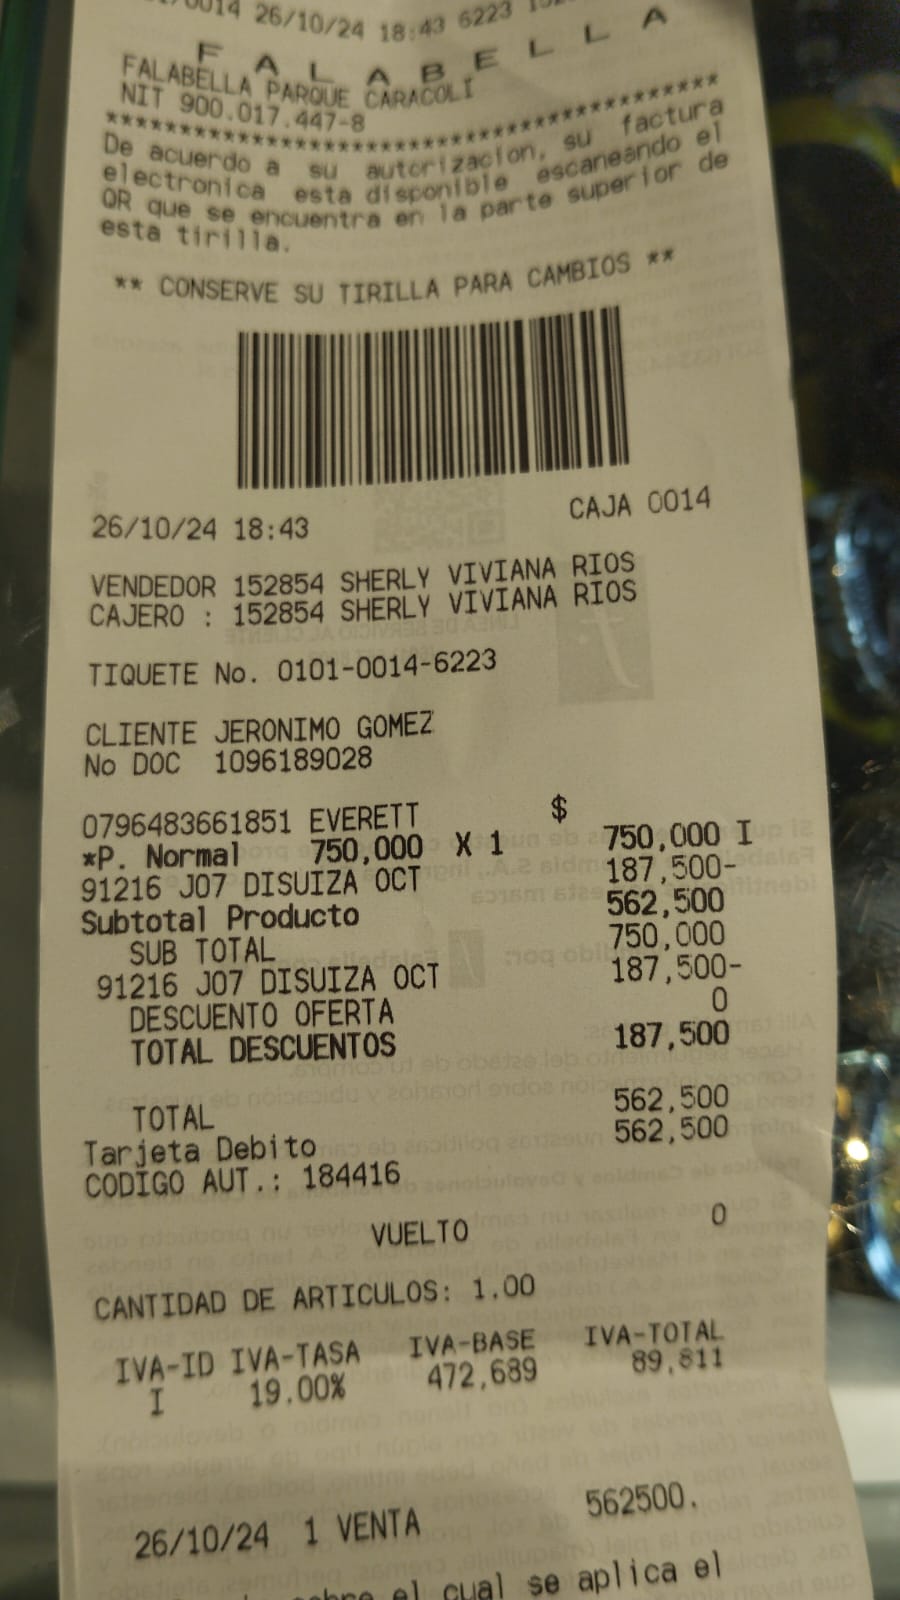 0014 26/10/24 18:43 6223
F A L A B E L L A
FALABELLA PARQUE CARACOLI
NIT 900.017.447-8
******************************************
De acuerdo a su autorizacion, su factura
electronica esta disponible escaneando el
QR que se encuentra en la parte superior de
esta tirilla.
** CONSERVE SU TIRILLA PARA CAMBIOS **
26/10/24 18:43 CAJA 0014
VENDEDOR 152854 SHERLY VIVIANA RIOS
CAJERO : 152854 SHERLY VIVIANA RIOS
TIQUETE No. 0101-0014-6223
CLIENTE JERONIMO GOMEZ
No DOC 1096189028
0796483661851 EVERETT $
*P. Normal 750,000 X 1 750,000 I
91216 J07 DISUIZA OCT 187,500-
Subtotal Producto 562,500
SUB TOTAL 750,000
91216 J07 DISUIZA OCT 187,500-
DESCUENTO OFERTA 0
TOTAL DESCUENTOS 187,500
TOTAL 562,500
Tarjeta Debito 562,500
CODIGO AUT.: 184416
VUELTO 0
CANTIDAD DE ARTICULOS: 1.00
IVA-ID IVA-TASA IVA-BASE IVA-TOTAL
I 19.00% 472,689 89,811
26/10/24 1 VENTA 562500.
el cual se aplica el